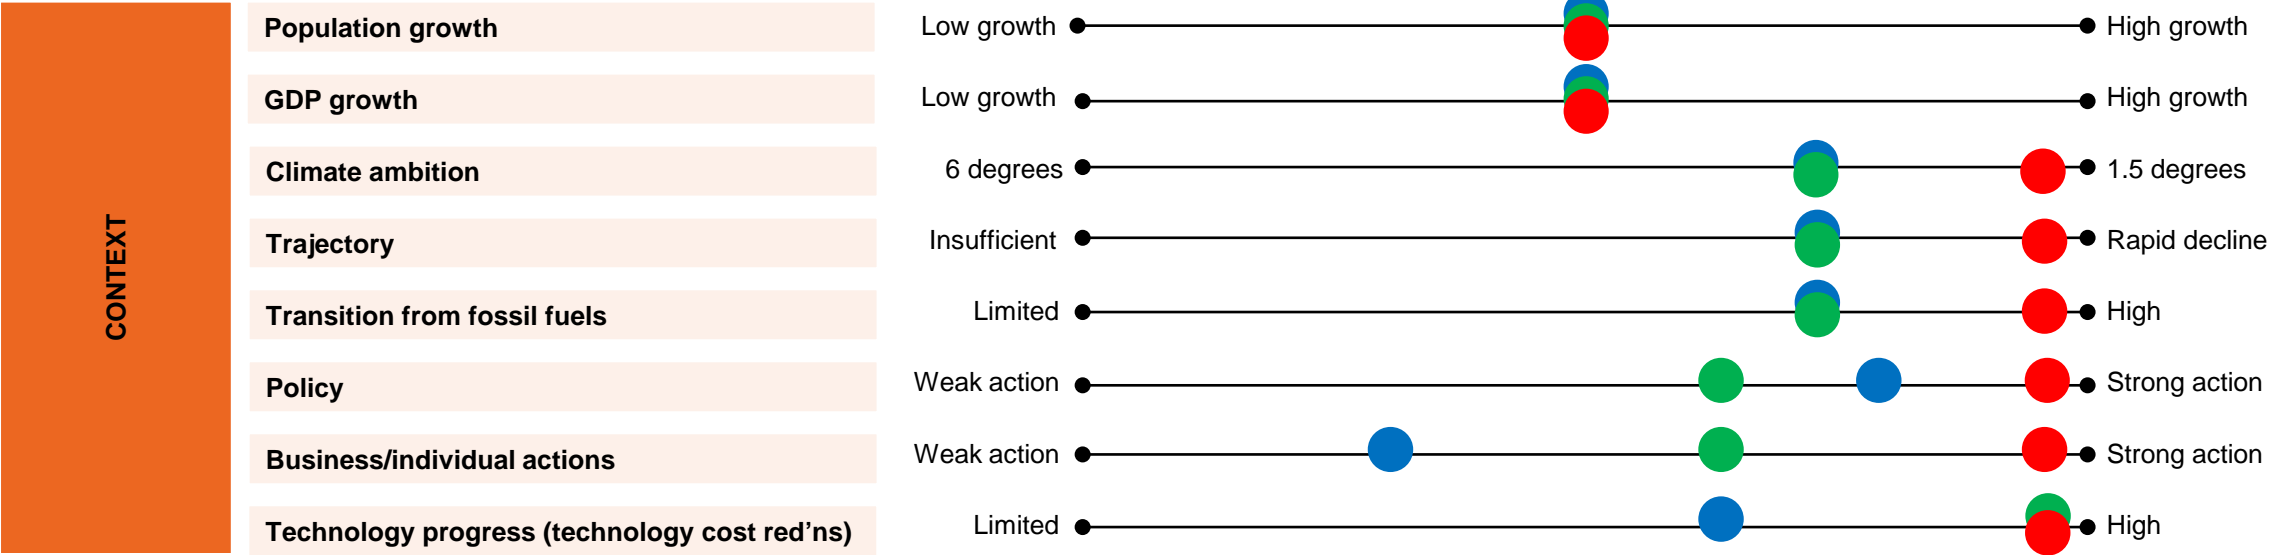 CONTEXT
Population growth Low growth High growth
GDP growth Low growth High growth
Climate ambition 6 degrees 1.5 degrees
Trajectory Insufficient Rapid decline
Transition from fossil fuels Limited High
Policy Weak action Strong action
Business/individual actions Weak action Strong action
Technology progress (technology cost red’ns) Limited High